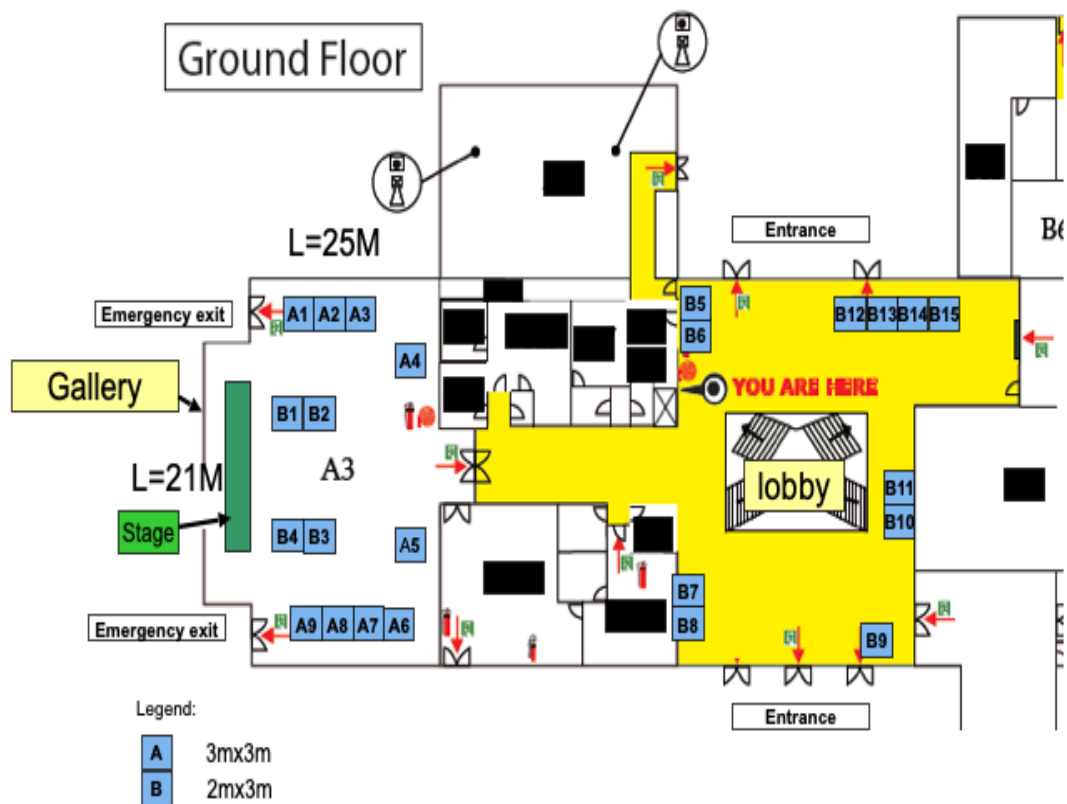 Ground Floor
L=25M
Entrance
B6
Emergency exit
A1 A2 A3
B5
B6
B12 B13 B14 B15
A4
Gallery
YOU ARE HERE
B1 B2
A3
L=21M
lobby
B11
B10
Stage
B4 B3
A5
B7
B8
Emergency exit
A9 A8 A7 A6
B9
Entrance
Legend:
A 3mx3m
B 2mx3m